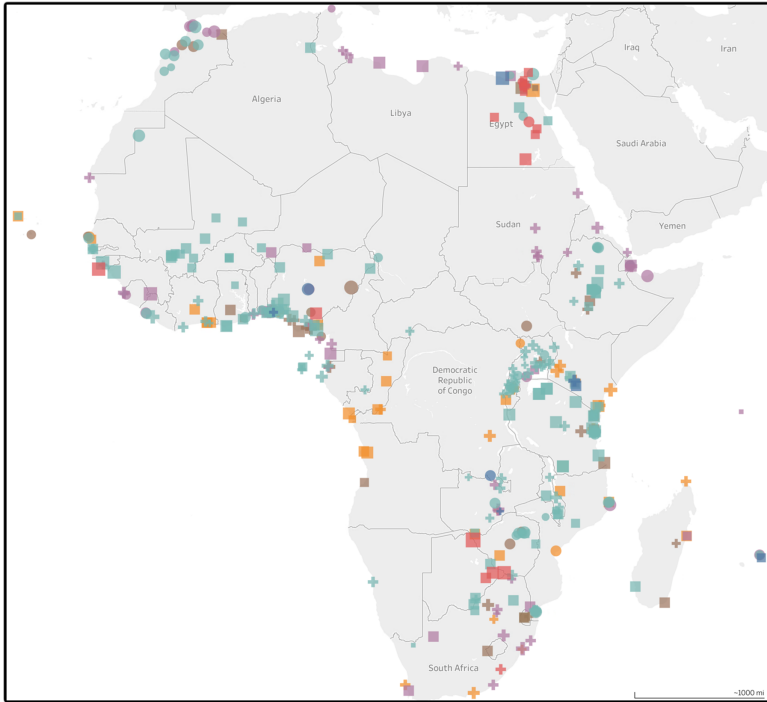 Iraq
Iran
Algeria
Libya
Egypt
Saudi Arabia
Sudan
Yemen
Democratic
Republic
of Congo
South Africa
~1000 mi